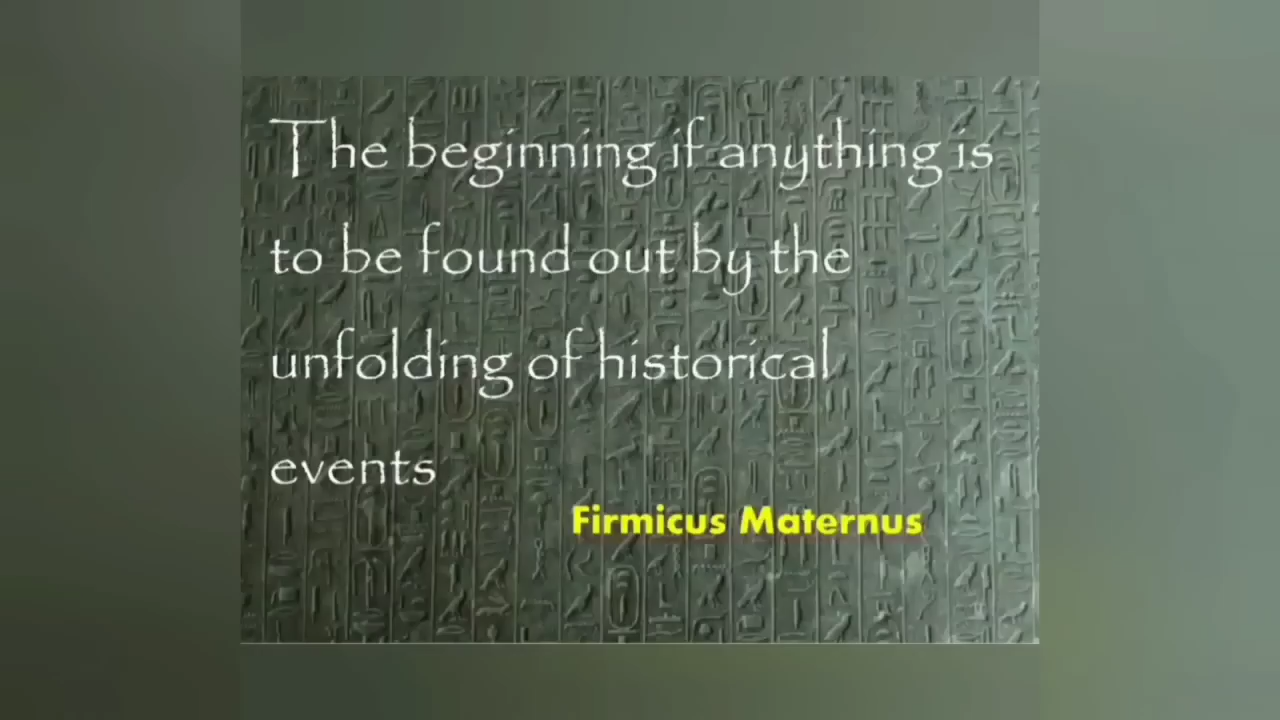 The beginning if anything is
to be found out by the
unfolding of historical
events
Firmicus Maternus